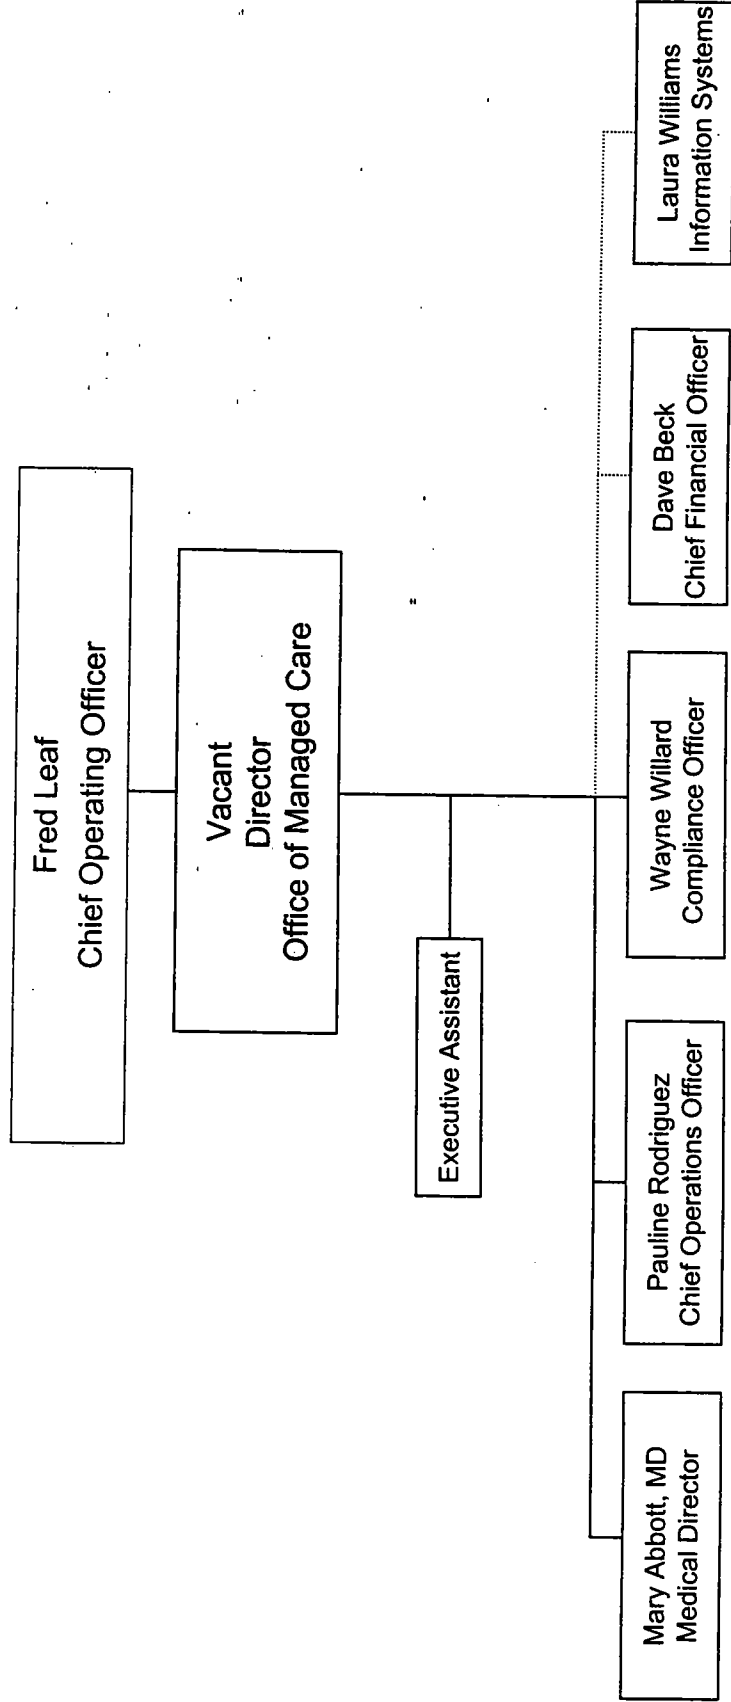 Fred Leaf
Chief Operating Officer
Vacant
Director
Office of Managed Care
Executive Assistant
Mary Abbott, MD
Medical Director
Pauline Rodriguez
Chief Operations Officer
Wayne Willard
Compliance Officer
Dave Beck
Chief Financial Officer
Laura Williams
Information Systems